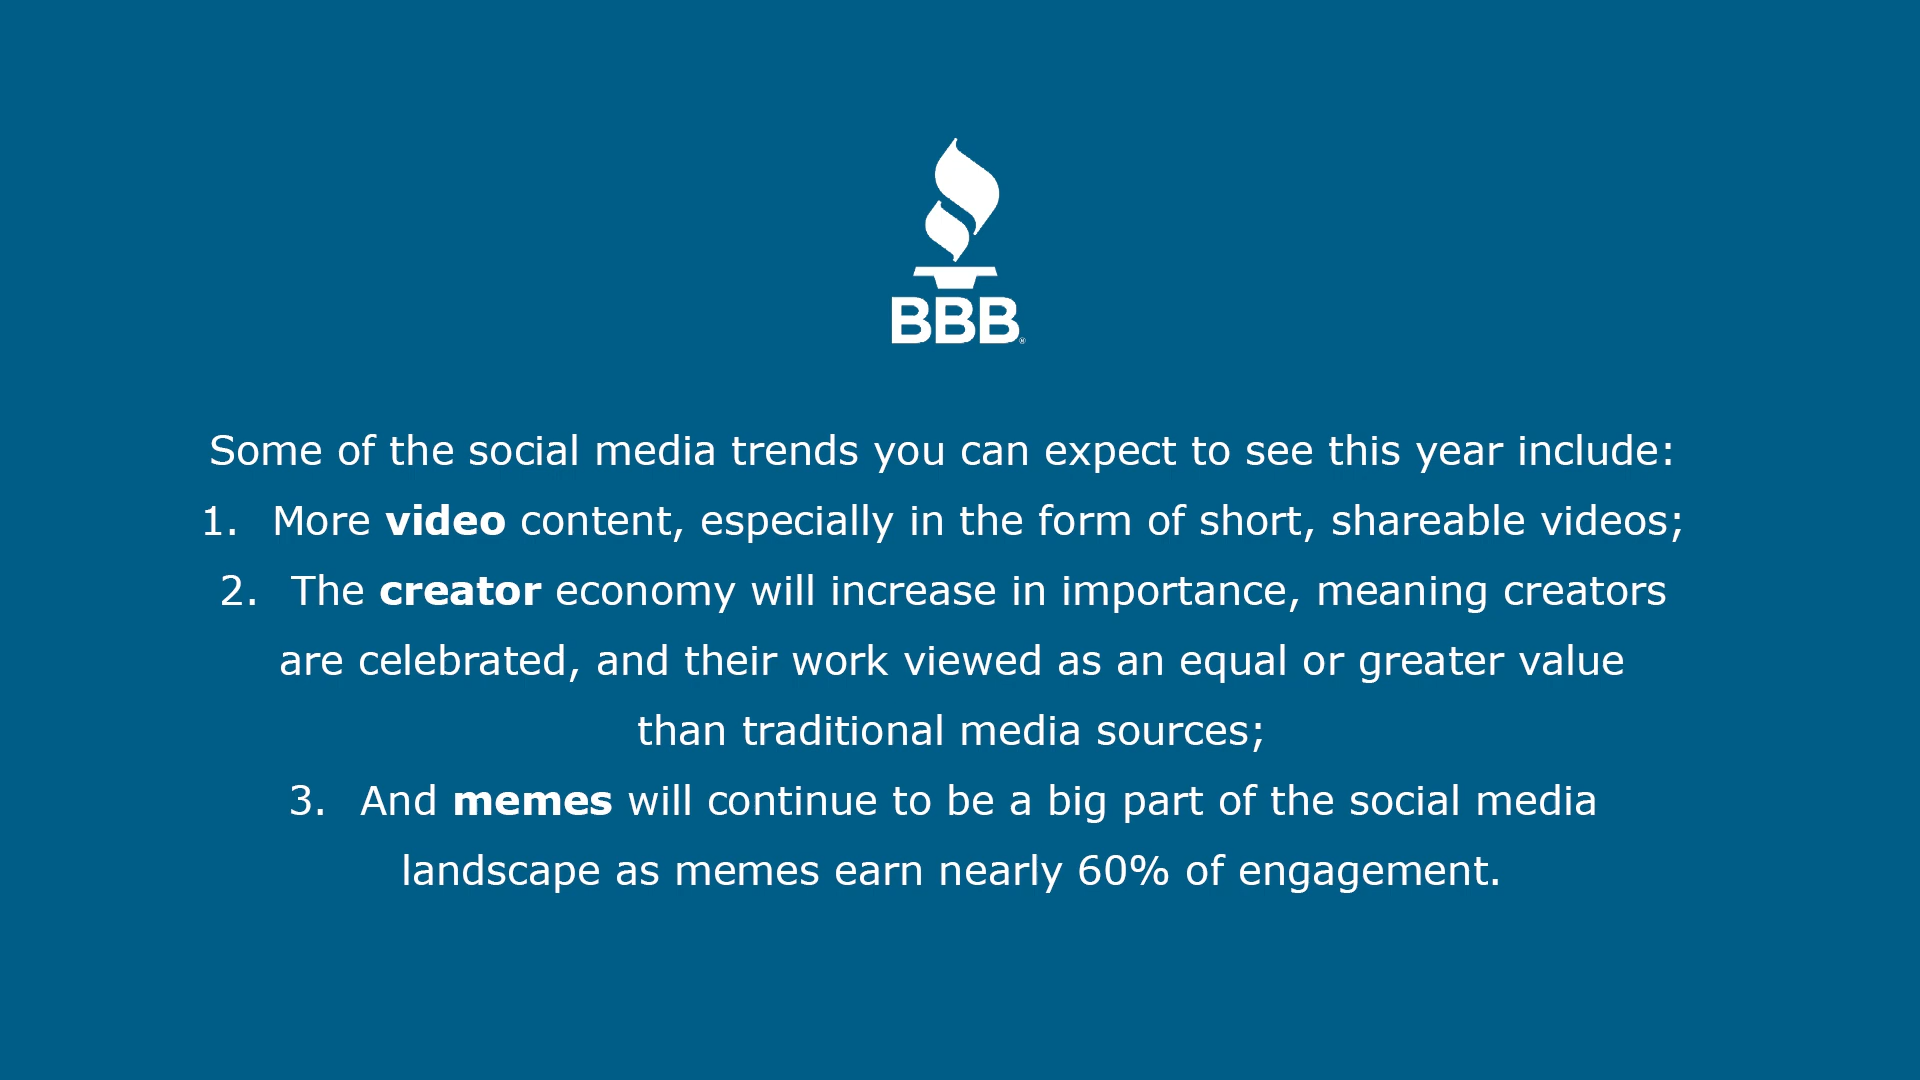 BBB®
Some of the social media trends you can expect to see this year include:
1. More video content, especially in the form of short, shareable videos;
2. The creator economy will increase in importance, meaning creators
are celebrated, and their work viewed as an equal or greater value
than traditional media sources;
3. And memes will continue to be a big part of the social media
landscape as memes earn nearly 60% of engagement.